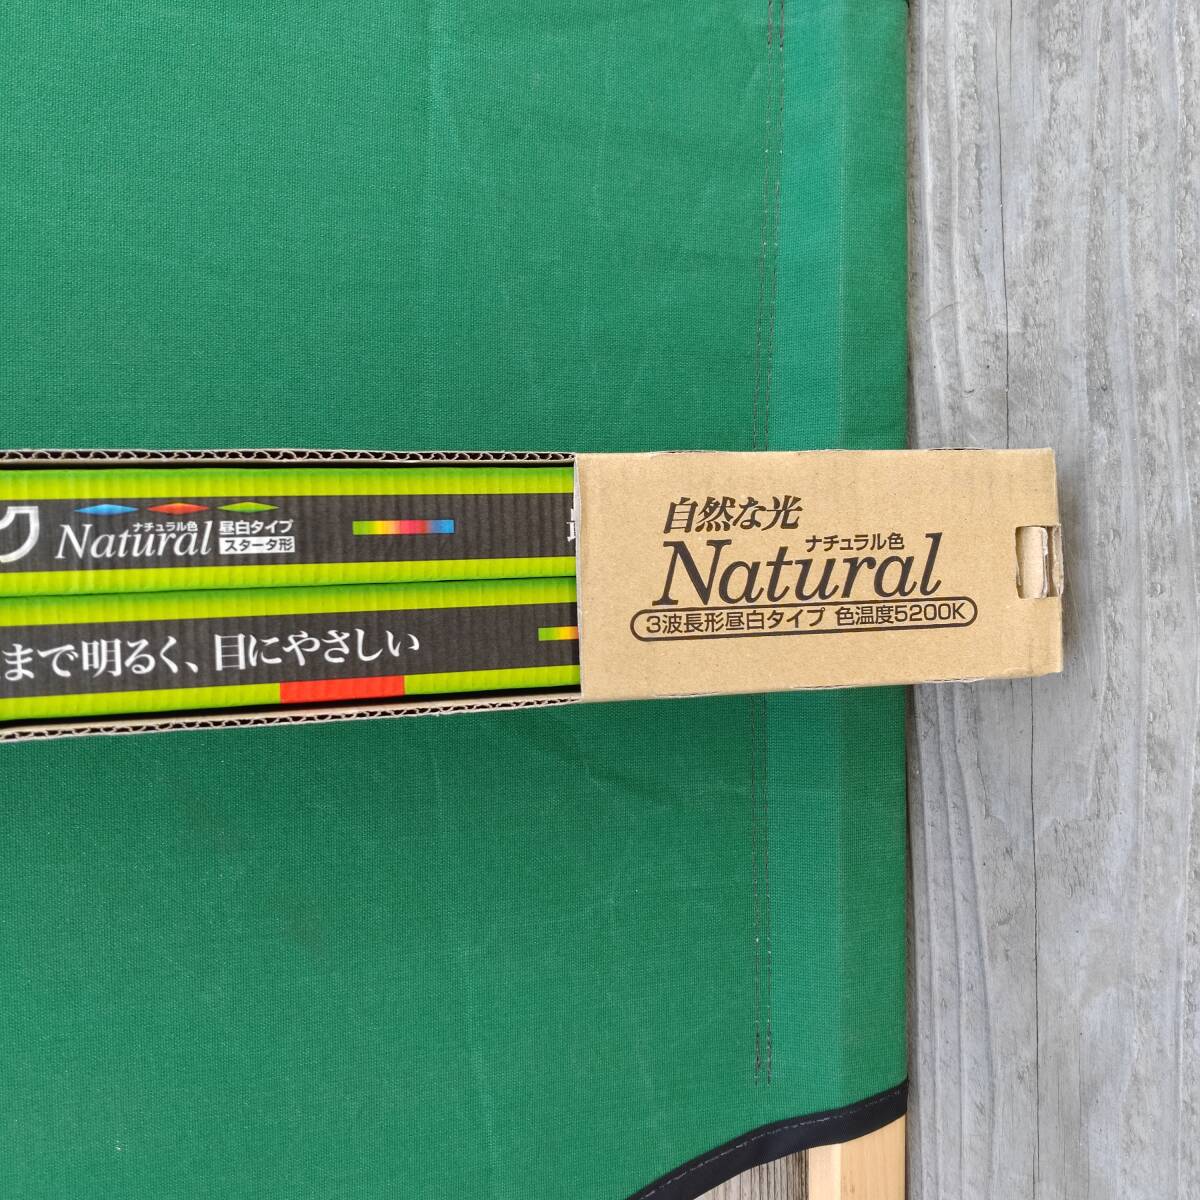 ク
ナチュラル色
Natural
昼白タイプ
スタータ形
まで明るく、目にやさしい
自然な光
ナチュラル色
Natural
3波長形昼白タイプ 色温度5200K